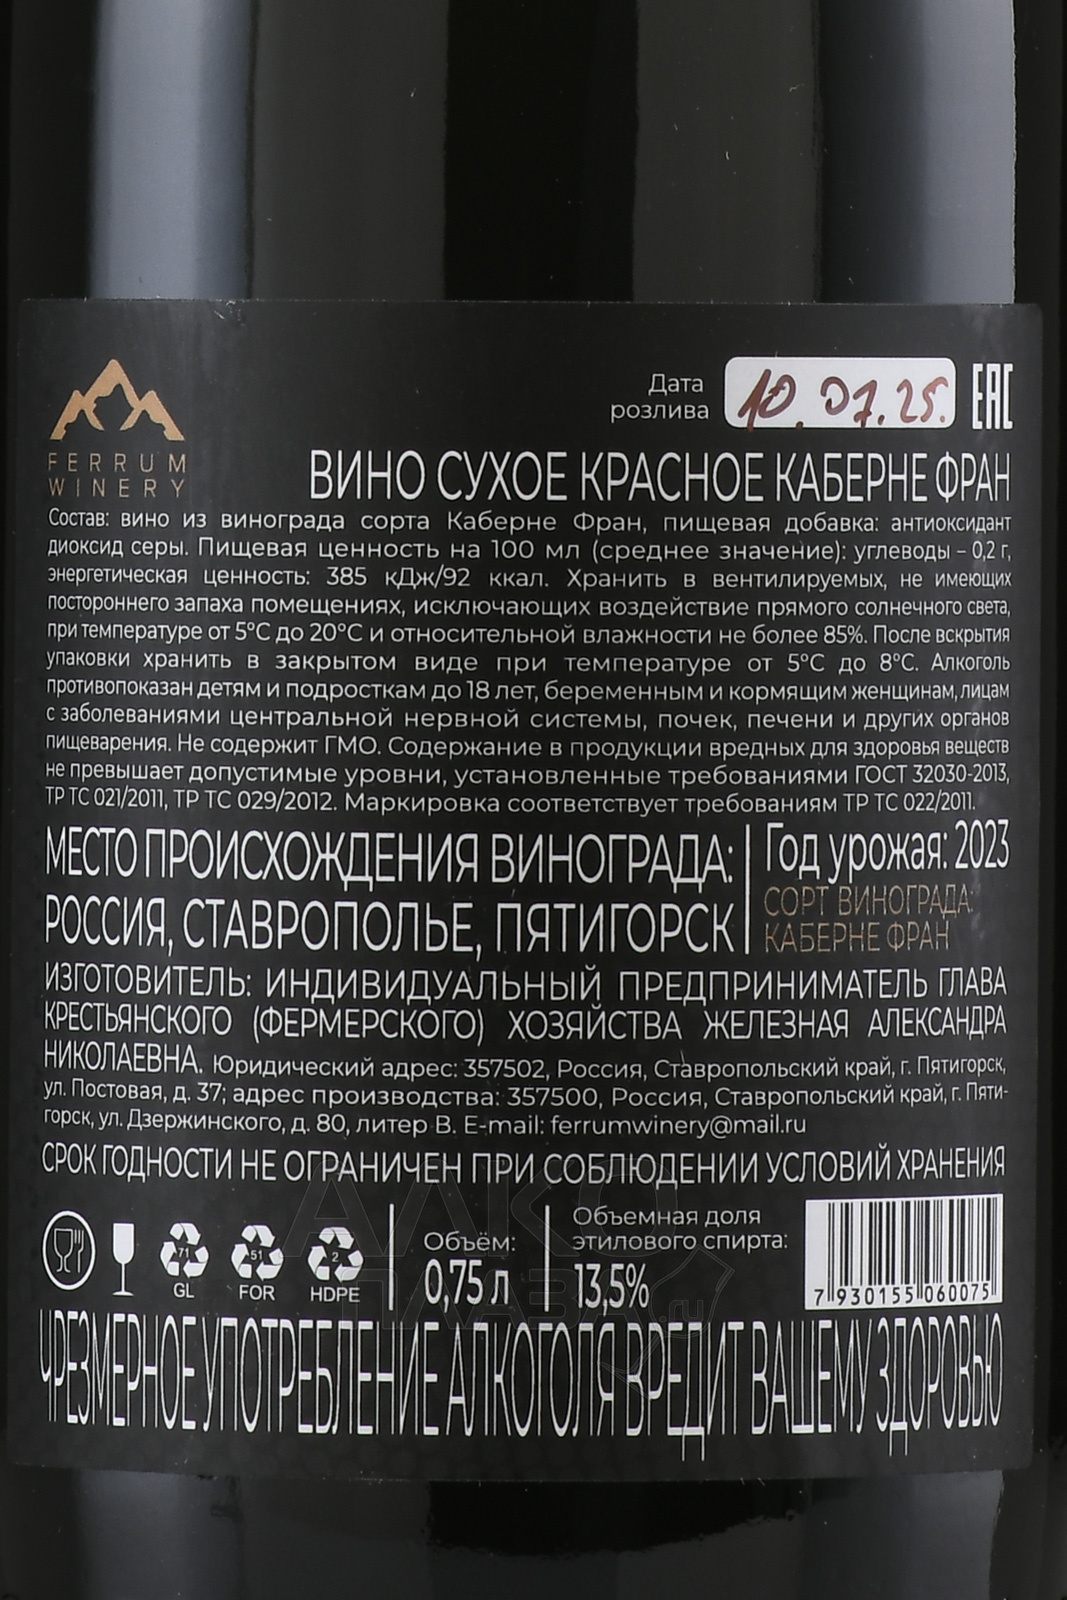 Дата
розлива
10.07.25.
EAC
FERRUM
WINERY
ВИНО СУХОЕ КРАСНОЕ КАБЕРНЕ ФРАН
Состав: вино из винограда сорта Каберне Фран, пищевая добавка: антиоксидант
диоксид серы. Пищевая ценность на 100 мл (среднее значение): углеводы – 0,2 г,
энергетическая ценность: 385 кДж/92 ккал. Хранить в вентилируемых, не имеющих
постороннего запаха помещениях, исключающих воздействие прямого солнечного света,
при температуре от 5°C до 20°C и относительной влажности не более 85%. После вскрытия
упаковки хранить в закрытом виде при температуре от 5°C до 8°C. Алкоголь
противопоказан детям и подросткам до 18 лет, беременным и кормящим женщинам, лицам
с заболеваниями центральной нервной системы, почек, печени и других органов
пищеварения. Не содержит ГМО. Содержание в продукции вредных для здоровья веществ
не превышает допустимые уровни, установленные требованиями ГОСТ 32030-2013,
ТР ТС 021/2011, ТР ТС 029/2012. Маркировка соответствует требованиям ТР ТС 022/2011.
МЕСТО ПРОИСХОЖДЕНИЯ ВИНОГРАДА:
РОССИЯ, СТАВРОПОЛЬЕ, ПЯТИГОРСК
Год урожая: 2023
СОРТ ВИНОГРАДА:
КАБЕРНЕ ФРАН
ИЗГОТОВИТЕЛЬ: ИНДИВИДУАЛЬНЫЙ ПРЕДПРИНИМАТЕЛЬ ГЛАВА
КРЕСТЬЯНСКОГО (ФЕРМЕРСКОГО) ХОЗЯЙСТВА ЖЕЛЕЗНАЯ АЛЕКСАНДРА
НИКОЛАЕВНА. Юридический адрес: 357502, Россия, Ставропольский край, г. Пятигорск,
ул. Постовая, д. 37; адрес производства: 357500, Россия, Ставропольский край, г. Пяти-
горск, ул. Дзержинского, д. 80, литер В. E-mail: ferrumwinery@mail.ru
СРОК ГОДНОСТИ НЕ ОГРАНИЧЕН ПРИ СОБЛЮДЕНИИ УСЛОВИЙ ХРАНЕНИЯ
71
GL
51
FOR
2
HDPE
Объём:
0,75 л
Объемная доля
этилового спирта:
13,5%
7 930155 060075
АЛКО
ПЛАЗА.ru
ЧРЕЗМЕРНОЕ УПОТРЕБЛЕНИЕ АЛКОГОЛЯ ВРЕДИТ ВАШЕМУ ЗДОРОВЬЮ